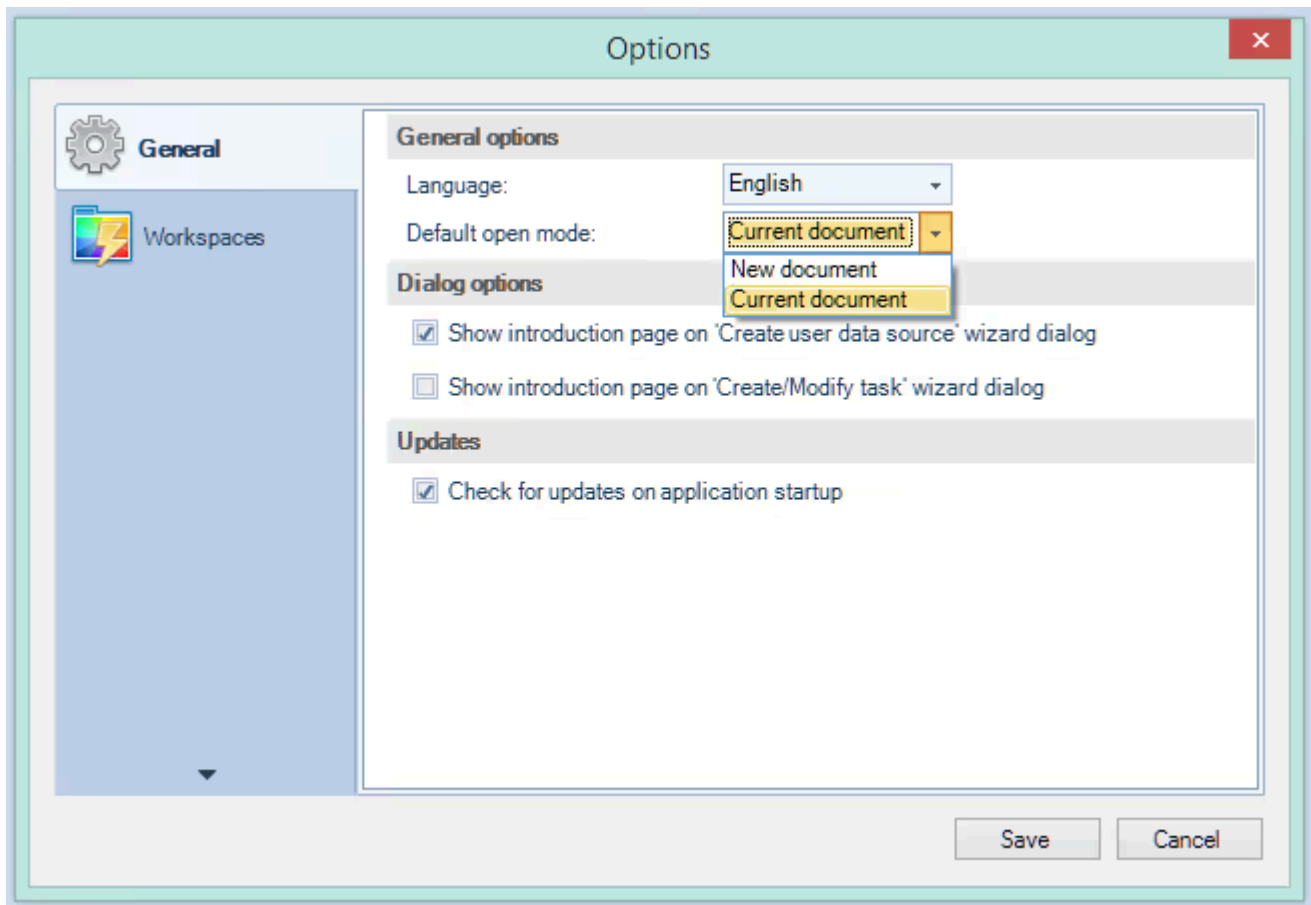 Options
General
Workspaces
General options
Language: English
Default open mode: Current document
New document
Current document
Dialog options
Show introduction page on 'Create user data source' wizard dialog
Show introduction page on 'Create/Modify task' wizard dialog
Updates
Check for updates on application startup
Save Cancel